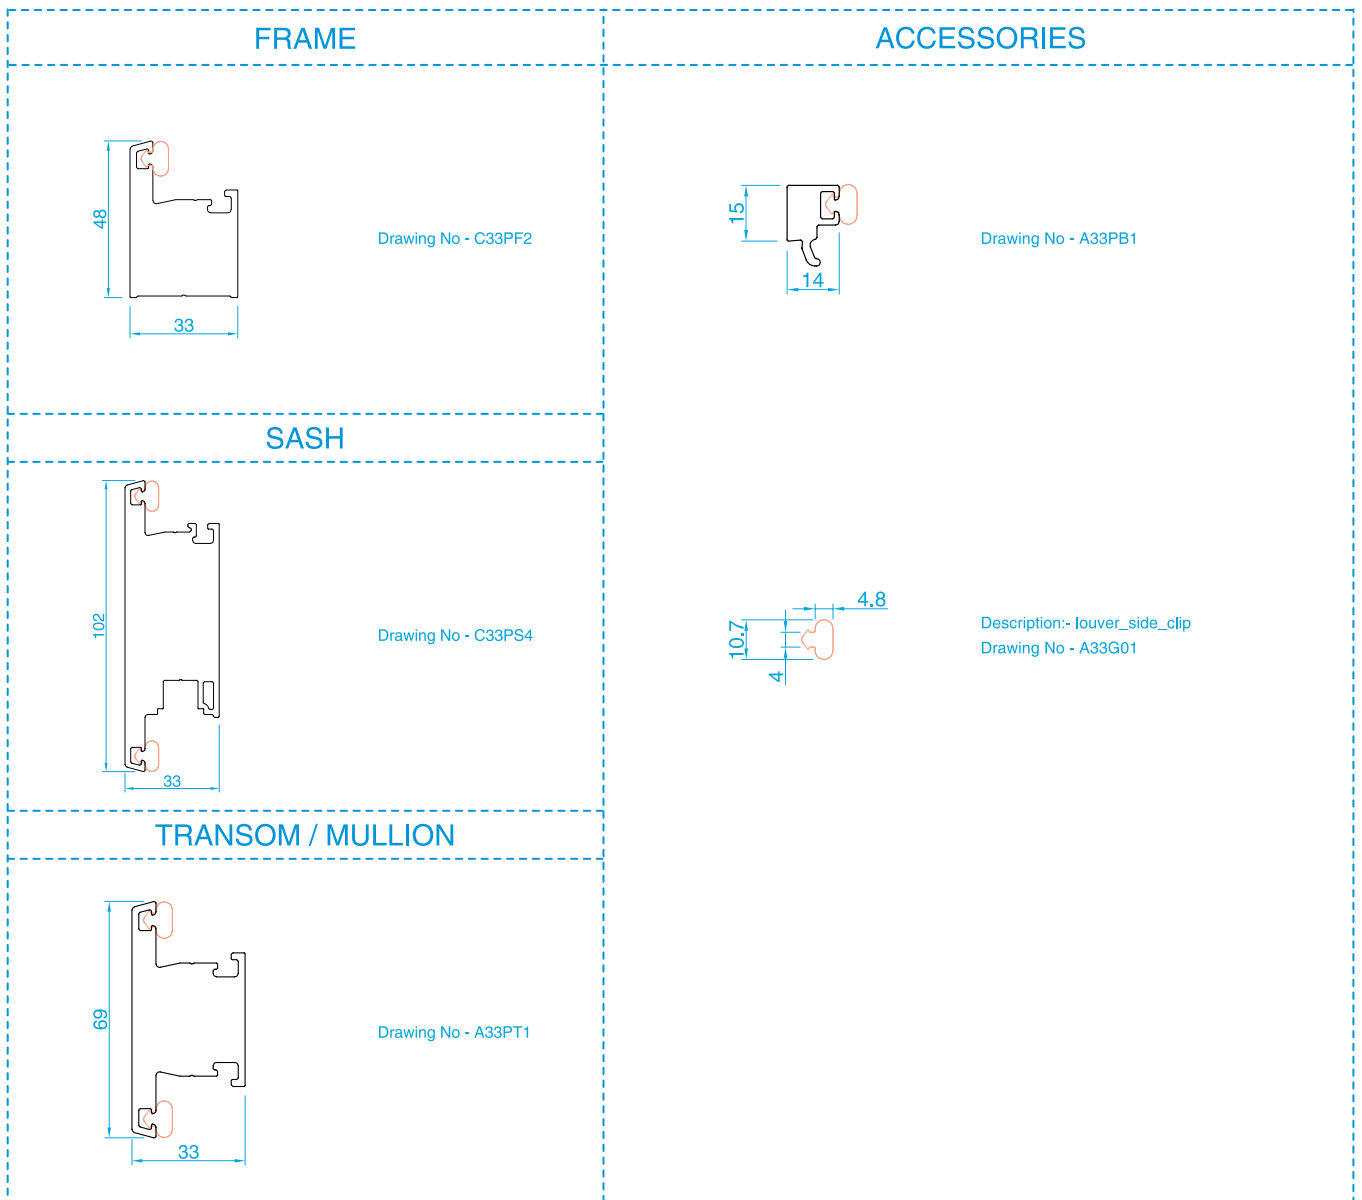 FRAME
48
33
Drawing No - C33PF2
SASH
102
33
Drawing No - C33PS4
TRANSOM / MULLION
69
33
Drawing No - A33PT1
ACCESSORIES
15
14
Drawing No - A33PB1
4.8
10.7
4
Description:- louver_side_clip
Drawing No - A33G01